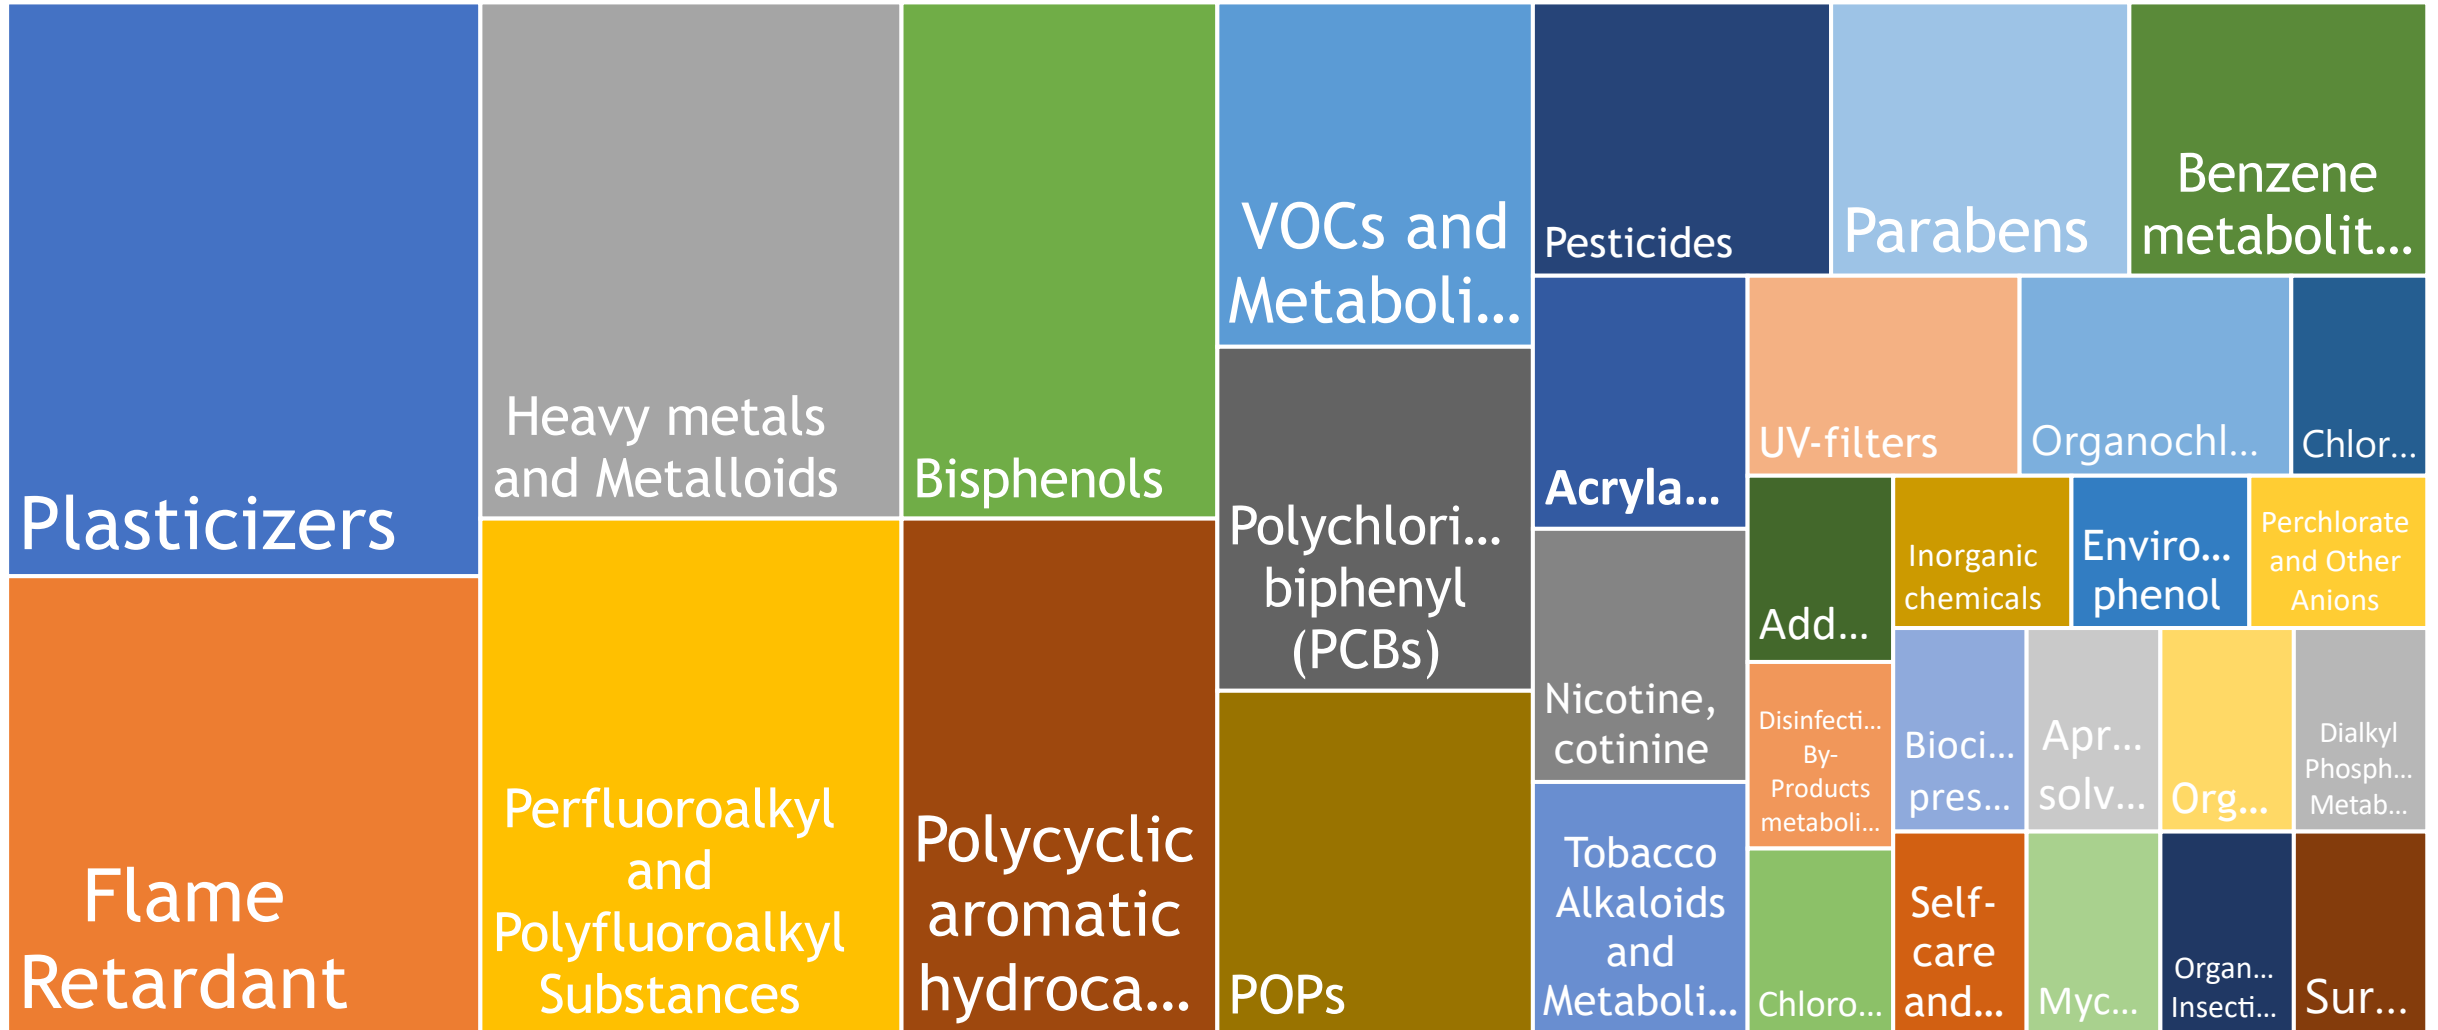 Plasticizers
Flame
Retardant
Heavy metals
and Metalloids
Perfluoroalkyl
and
Polyfluoroalkyl
Substances
Bisphenols
Polycyclic
aromatic
hydroca...
VOCs and
Metaboli...
Polychlori...
biphenyl
(PCBs)
POPs
Pesticides
Parabens
Benzene
metabolit...
Acryla...
Nicotine,
cotinine
Tobacco
Alkaloids
and
Metaboli...
UV-filters
Organochl...
Chlor...
Add...
Disinfecti...
By-
Products
metaboli...
Chloro...
Inorganic
chemicals
Enviro...
phenol
Perchlorate
and Other
Anions
Bioci...
pres...
Apr...
solv...
Org...
Dialkyl
Phosph...
Metab...
Self-
care
and...
Myc...
Organ...
Insecti...
Sur...